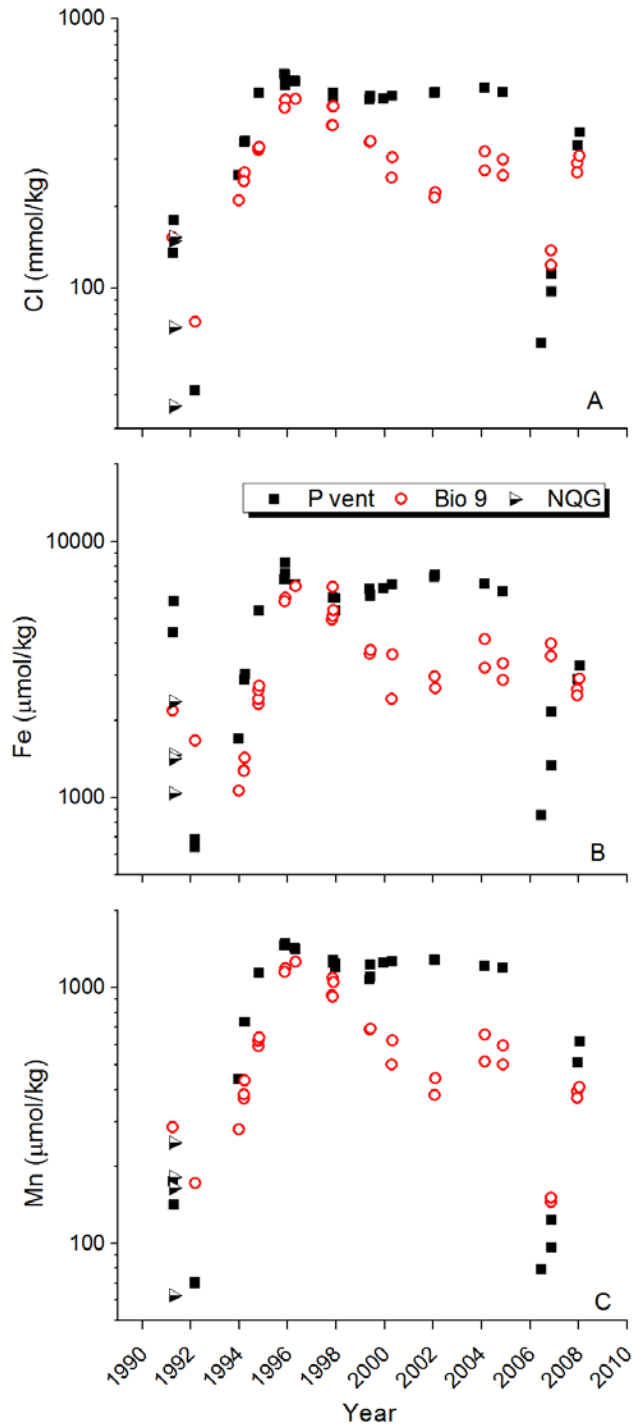 1000
100
Cl (mmol/kg)
A
P vent Bio 9 NQG
10000
1000
Fe (μmol/kg)
B
1000
100
Mn (μmol/kg)
C
1990 1992 1994 1996 1998 2000 2002 2004 2006 2008
Year